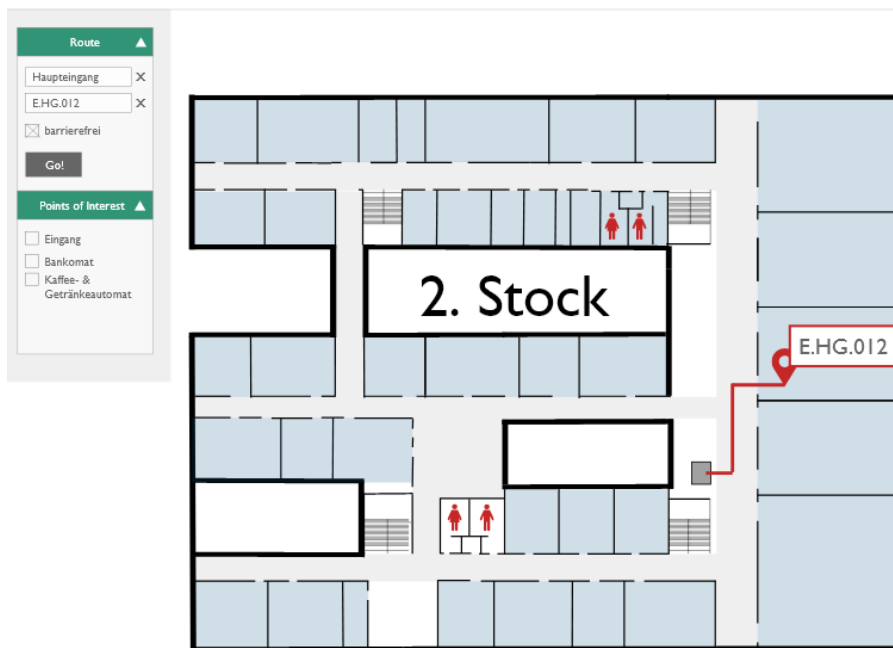 Route
Haupteingang
E.HG.012
barrierefrei
Go!
Points of Interest
Eingang
Bankomat
Kaffee- &
Getränkeautomat
2. Stock
E.HG.012